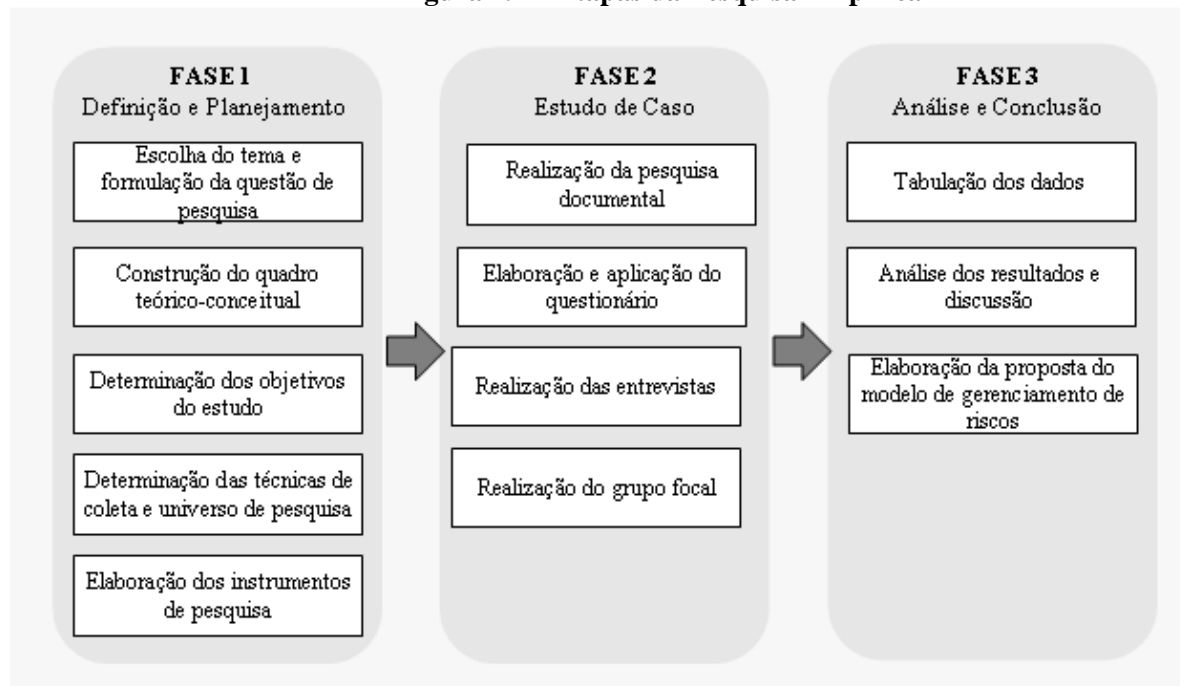 FASE 1
Definição e Planejamento
Escolha do tema e
formulação da questão de
pesquisa
Construção do quadro
teórico-conceitual
Determinação dos objetivos
do estudo
Determinação das técnicas de
coleta e universo de pesquisa
Elaboração dos instrumentos
de pesquisa
FASE 2
Estudo de Caso
Realização da pesquisa
documental
Elaboração e aplicação do
questionário
Realização das entrevistas
Realização do grupo focal
FASE 3
Análise e Conclusão
Tabulação dos dados
Análise dos resultados e
discussão
Elaboração da proposta do
modelo de gerenciamento de
riscos